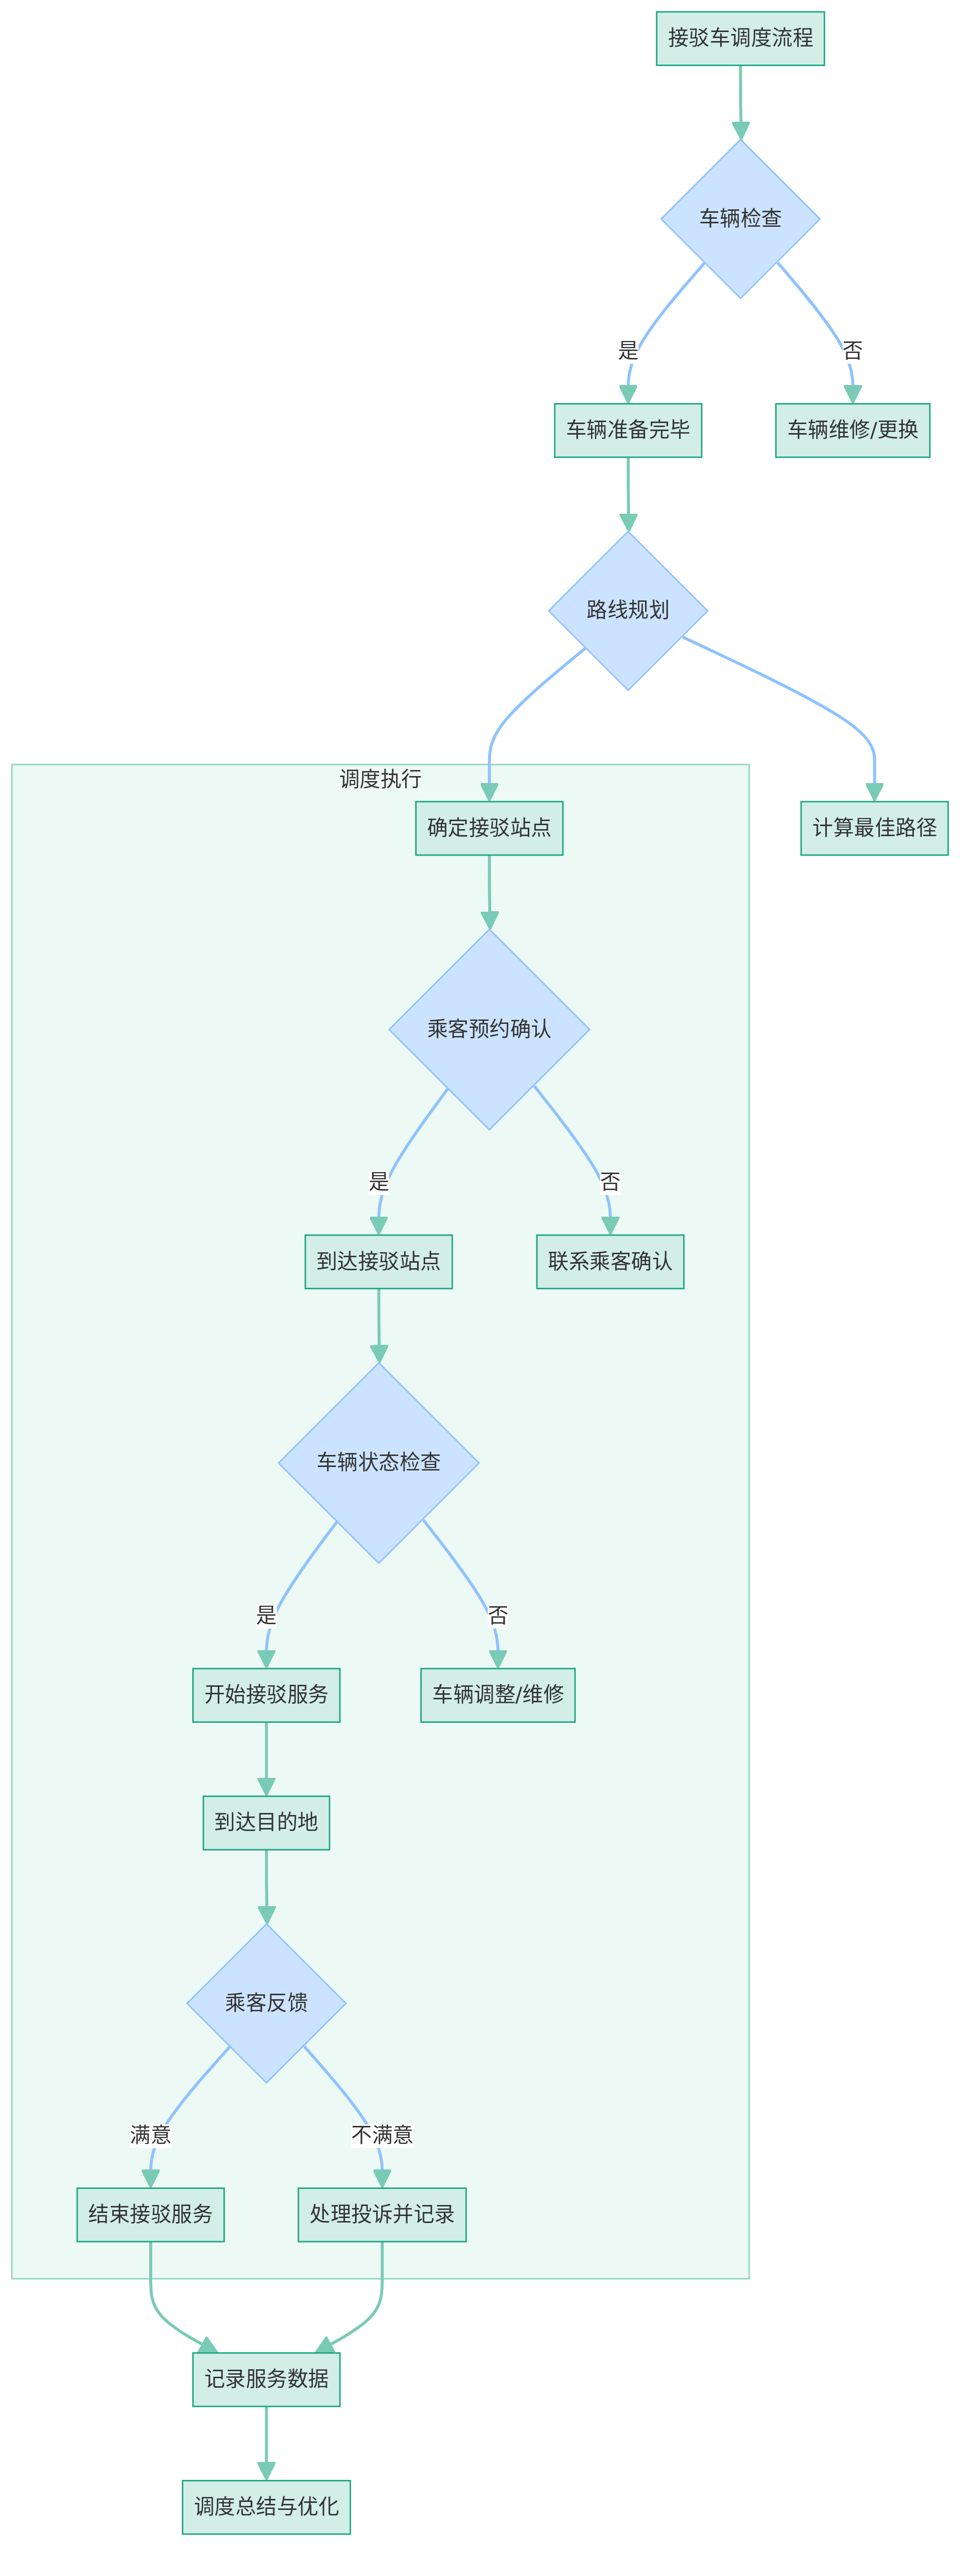 接驳车调度流程
车辆检查
是
否
车辆准备完毕
车辆维修/更换
路线规划
调度执行
确定接驳站点
计算最佳路径
乘客预约确认
是
否
到达接驳站点
联系乘客确认
车辆状态检查
是
否
开始接驳服务
车辆调整/维修
到达目的地
乘客反馈
满意
不满意
结束接驳服务
处理投诉并记录
记录服务数据
调度总结与优化